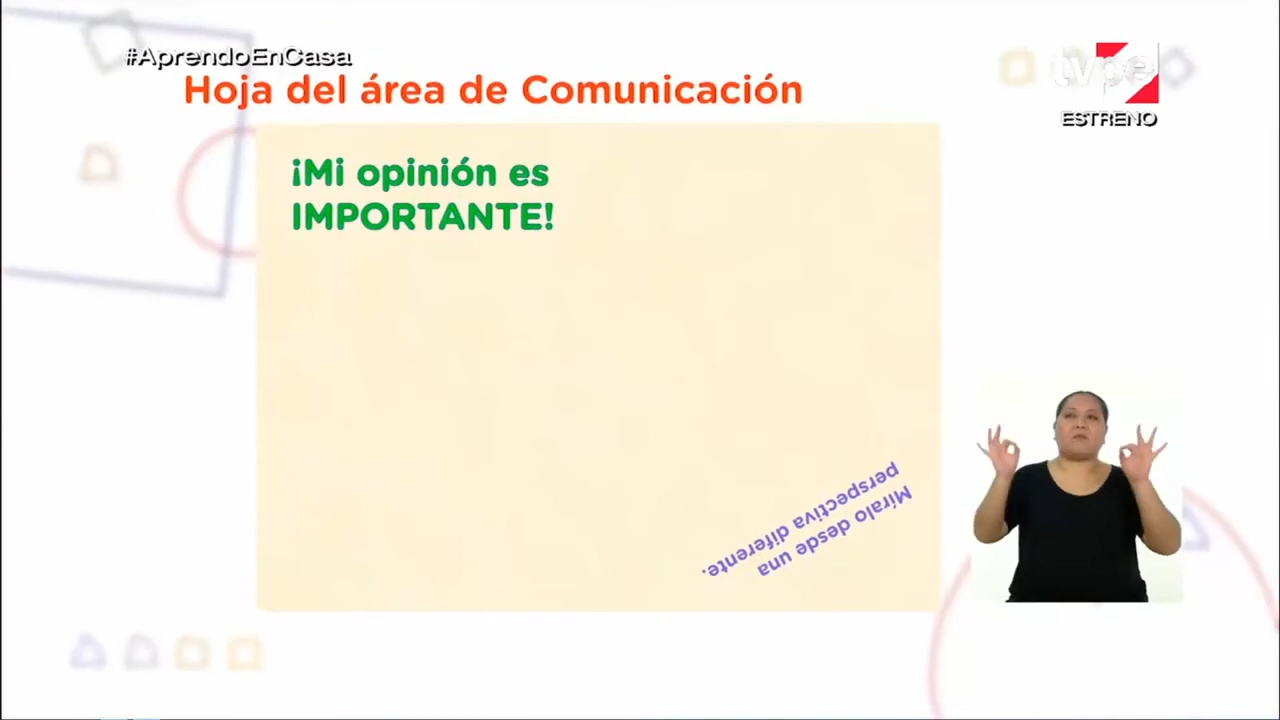 #AprendoEnCasa
Hoja del área de Comunicación
tvpe
ESTRENO
¡Mi opinión es
IMPORTANTE!
Míralo desde una
perspectiva diferente.